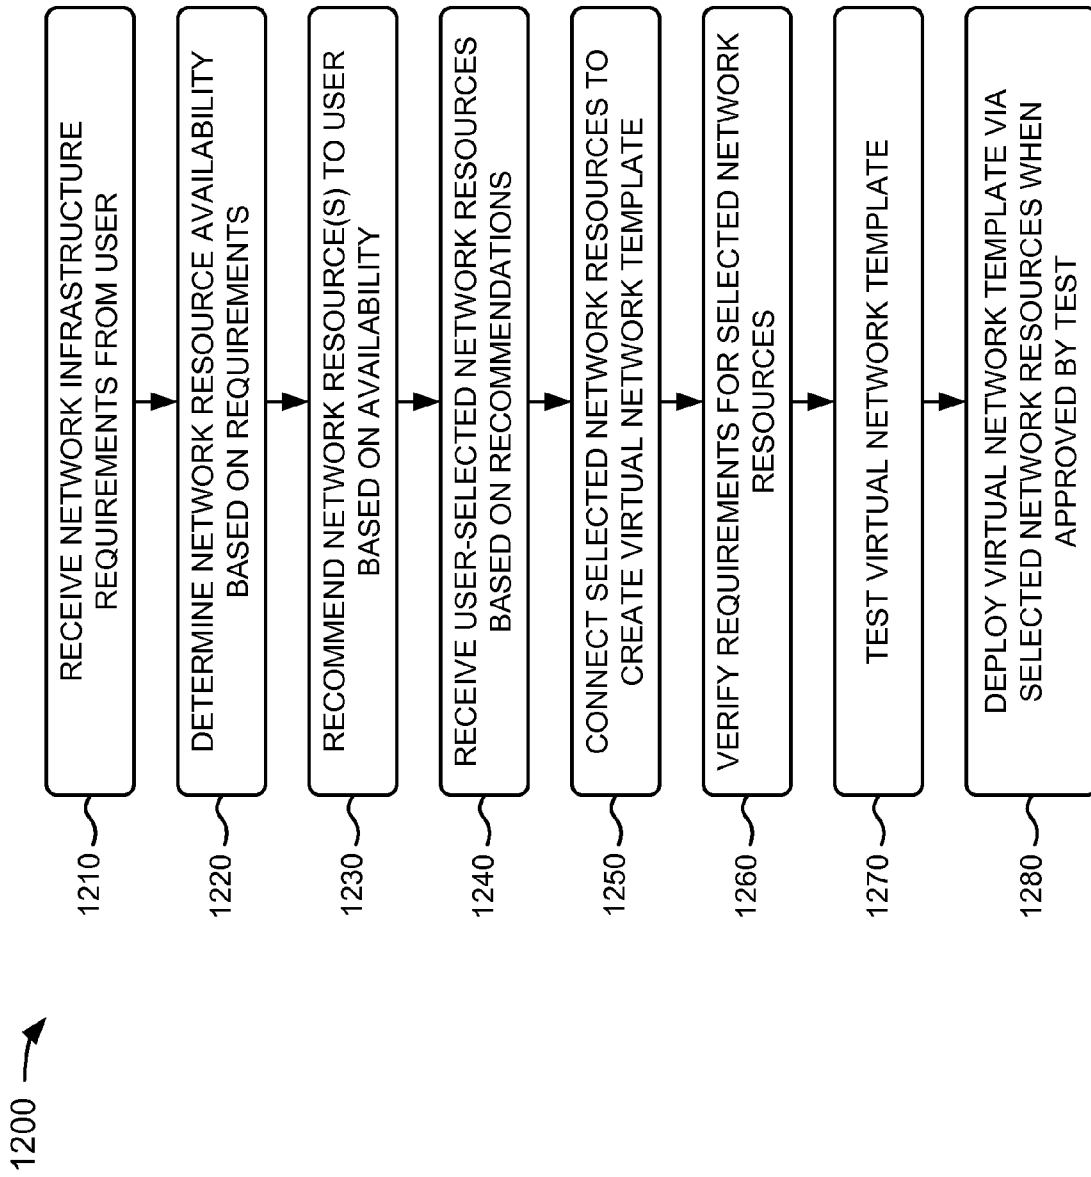 1200
1210
RECEIVE NETWORK INFRASTRUCTURE
REQUIREMENTS FROM USER
1220
DETERMINE NETWORK RESOURCE AVAILABILITY
BASED ON REQUIREMENTS
1230
RECOMMEND NETWORK RESOURCE(S) TO USER
BASED ON AVAILABILITY
1240
RECEIVE USER-SELECTED NETWORK RESOURCES
BASED ON RECOMMENDATIONS
1250
CONNECT SELECTED NETWORK RESOURCES TO
CREATE VIRTUAL NETWORK TEMPLATE
1260
VERIFY REQUIREMENTS FOR SELECTED NETWORK
RESOURCES
1270
TEST VIRTUAL NETWORK TEMPLATE
1280
DEPLOY VIRTUAL NETWORK TEMPLATE VIA
SELECTED NETWORK RESOURCES WHEN
APPROVED BY TEST